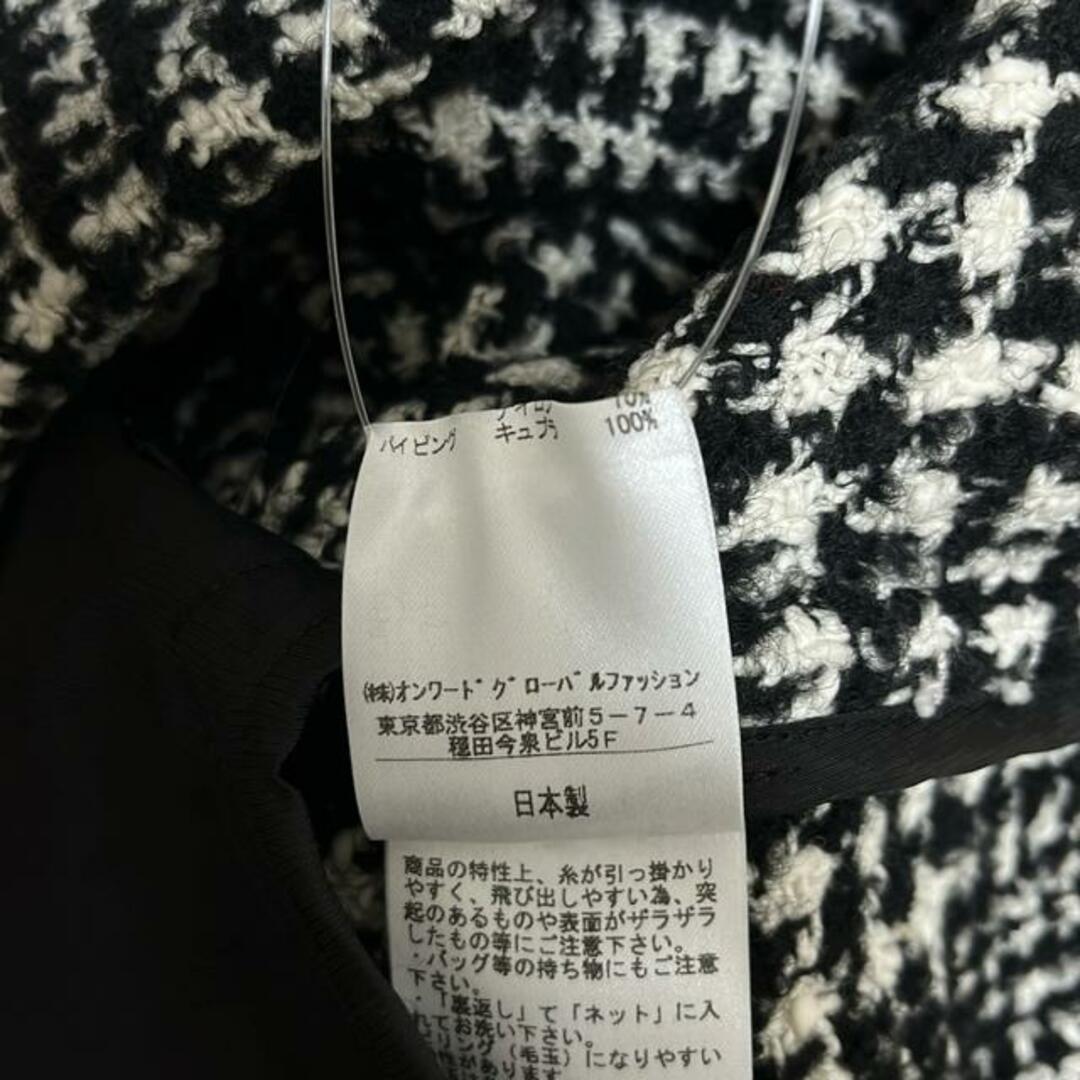 10%
パイピング キュプラ 100%
(株)オンワードグローバルファッション
東京都渋谷区神宮前5-7-4
穏田今泉ビル5F
日本製
商品の特性上、糸が引っ掛かり
やすく、飛び出しやすい為、突
起のあるものや表面がザラザラ
したもの等にご注意下さい。
・バッグ等の持ち物にもご注意
下さい。
・「裏返し」て「ネット」に入
れてお洗い下さい。
リング(毛玉)になりやすい
性があります